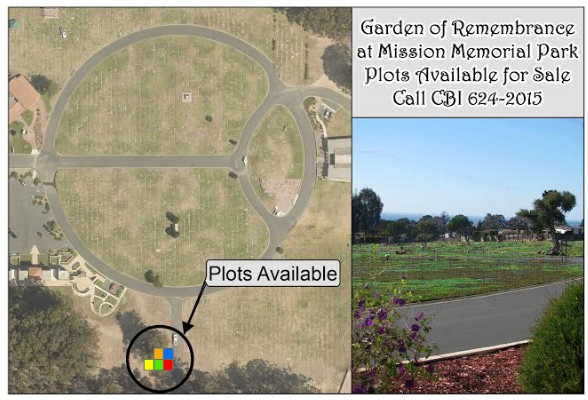 Garden of Remembrance
at Mission Memorial Park
Plots Available for Sale
Call CBI 624-2015
Plots Available